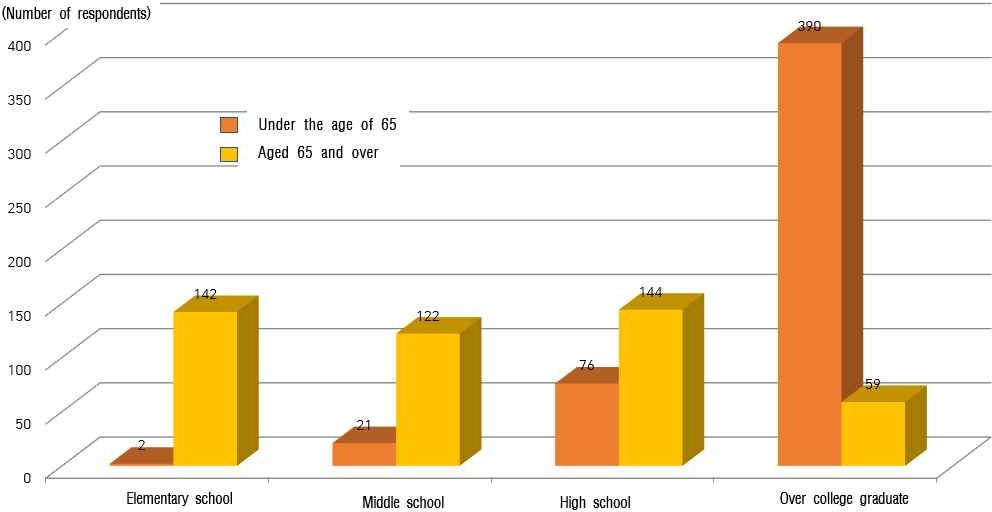 (Number of respondents)
400
350
300
250
200
150
100
50
0
Under the age of 65
Aged 65 and over
2
142
21
122
76
144
390
59
Elementary school
Middle school
High school
Over college graduate